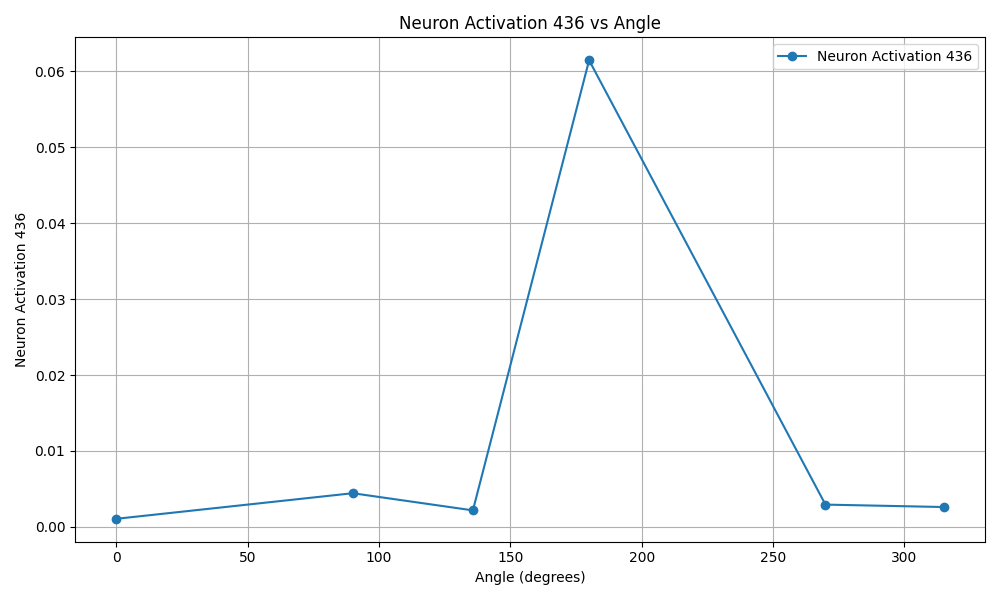 Neuron Activation 436 vs Angle
Neuron Activation 436
0.06
0.05
0.04
0.03
0.02
0.01
0.00
Neuron Activation 436
0 50 100 150 200 250 300
Angle (degrees)